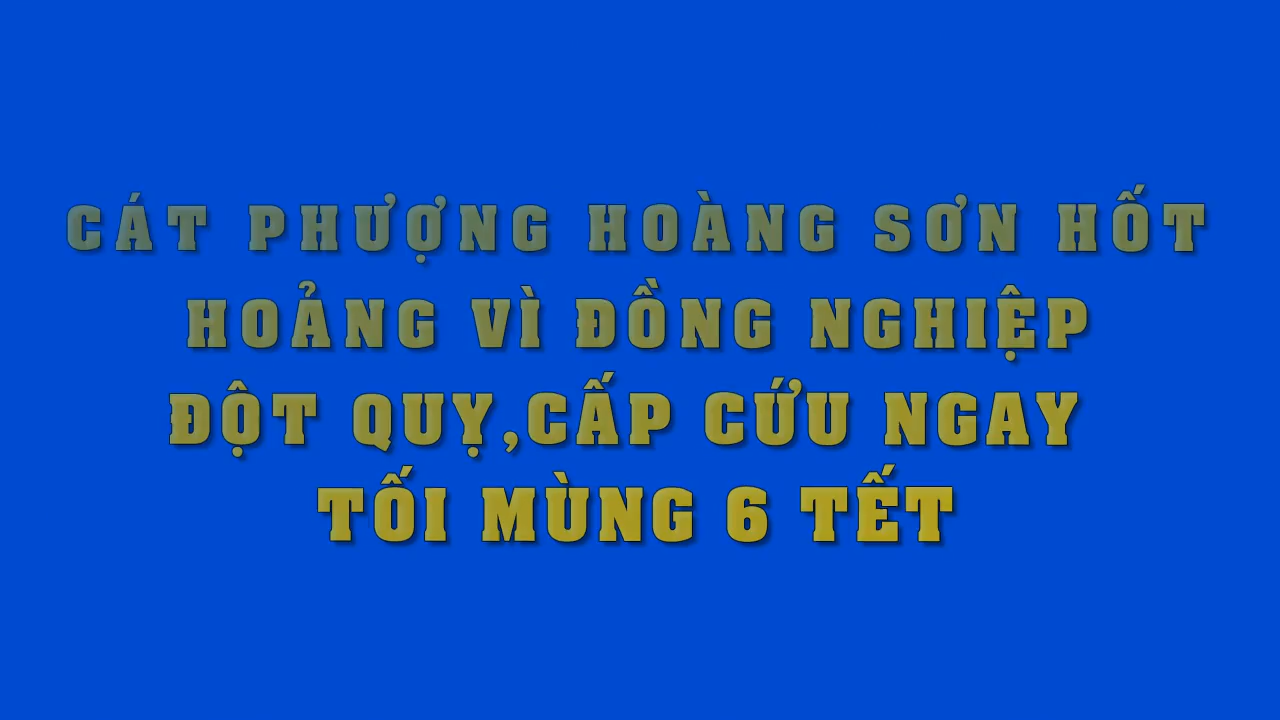 CÁT PHƯỢNG HOÀNG SƠN HỐT
HOẢNG VÌ ĐỒNG NGHIỆP
ĐỘT QUỴ,CẤP CỨU NGAY
TỐI MÙNG 6 TẾT